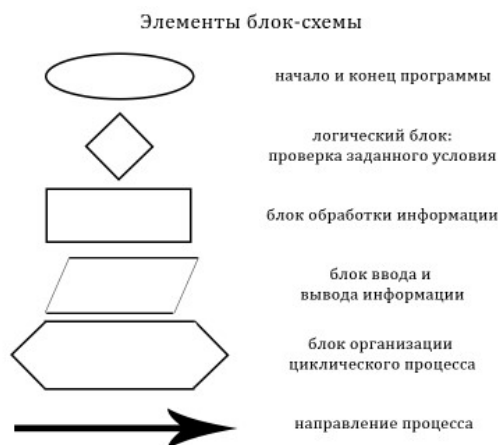 Элементы блок-схемы
начало и конец программы
логический блок:
проверка заданного условия
блок обработки информации
блок ввода и
вывода информации
блок организации
циклического процесса
направление процесса